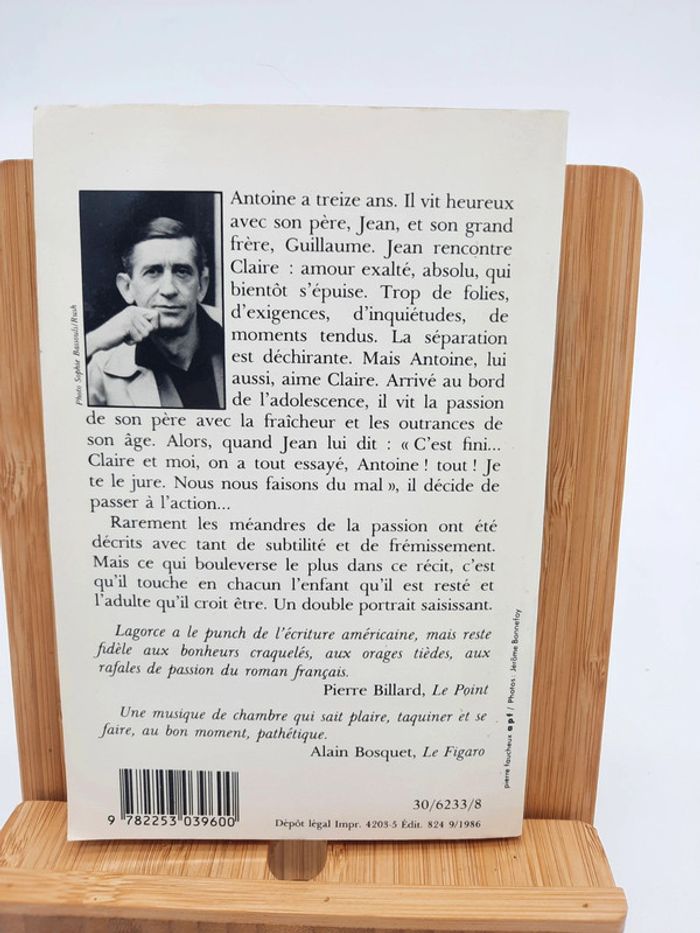 Antoine a treize ans. Il vit heureux
avec son père, Jean, et son grand
frère, Guillaume. Jean rencontre
Claire : amour exalté, absolu, qui
bientôt s'épuise. Trop de folies,
d'exigences, d'inquiétudes, de
moments tendus. La séparation
est déchirante. Mais Antoine, lui
aussi, aime Claire. Arrivé au bord
de l'adolescence, il vit la passion
de son père avec la fraîcheur et les outrances de
son âge. Alors, quand Jean lui dit : « C'est fini...
Claire et moi, on a tout essayé, Antoine ! tout ! Je
te le jure. Nous nous faisons du mal », il décide de
passer à l'action...
Rarement les méandres de la passion ont été
décrits avec tant de subtilité et de frémissement.
Mais ce qui bouleverse le plus dans ce récit, c'est
qu'il touche en chacun l'enfant qu'il est resté et
l'adulte qu'il croit être. Un double portrait saisissant.
Lagorce a le punch de l'écriture américaine, mais reste
fidèle aux bonheurs craquelés, aux orages tièdes, aux
rafales de passion du roman français.
Pierre Billard, Le Point
Une musique de chambre qui sait plaire, taquiner et se
faire, au bon moment, pathétique.
Alain Bosquet, Le Figaro
Photo Sophie Bassouls/Rush
pierre faucheux apf / Photos : Jérôme Bonnefoy
30/6233/8
9 782253 039600
Dépôt légal Impr. 4203-5 Édit. 824 9/1986